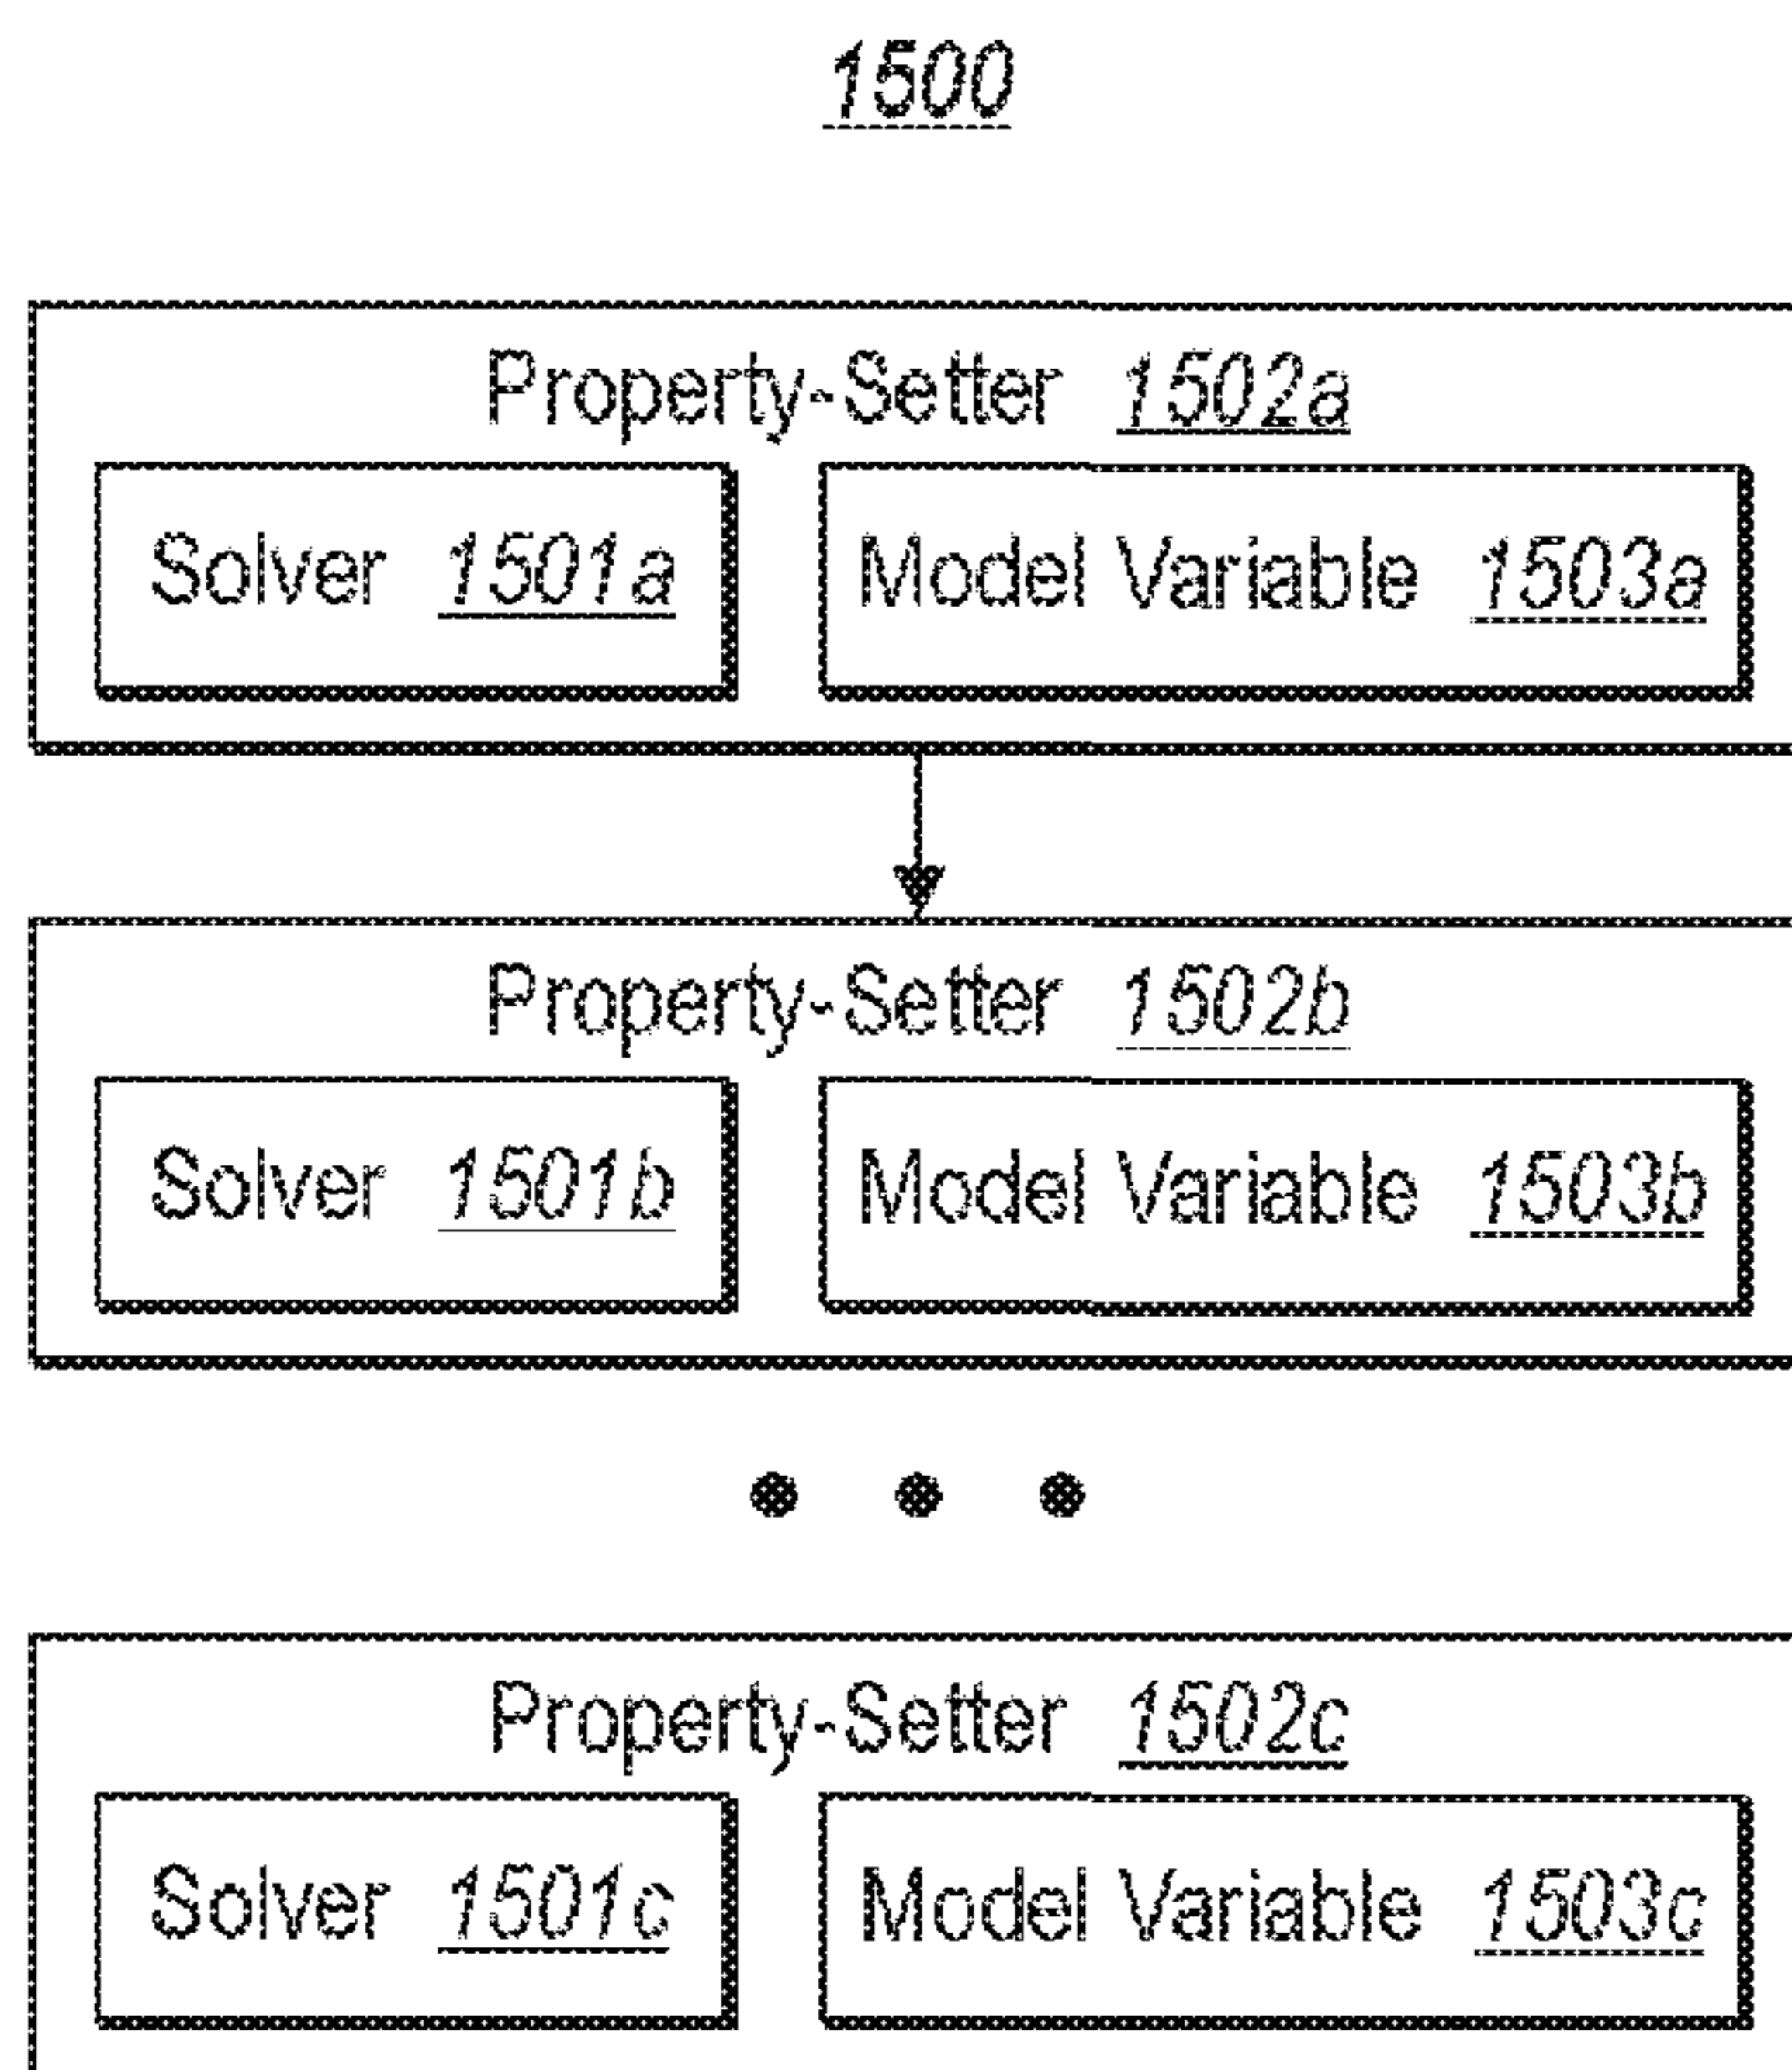 1500
Property-Setter 1502a
Solver 1501a
Model Variable 1503a
Property-Setter 1502b
Solver 1501b
Model Variable 1503b
Property-Setter 1502c
Solver 1501c
Model Variable 1503c